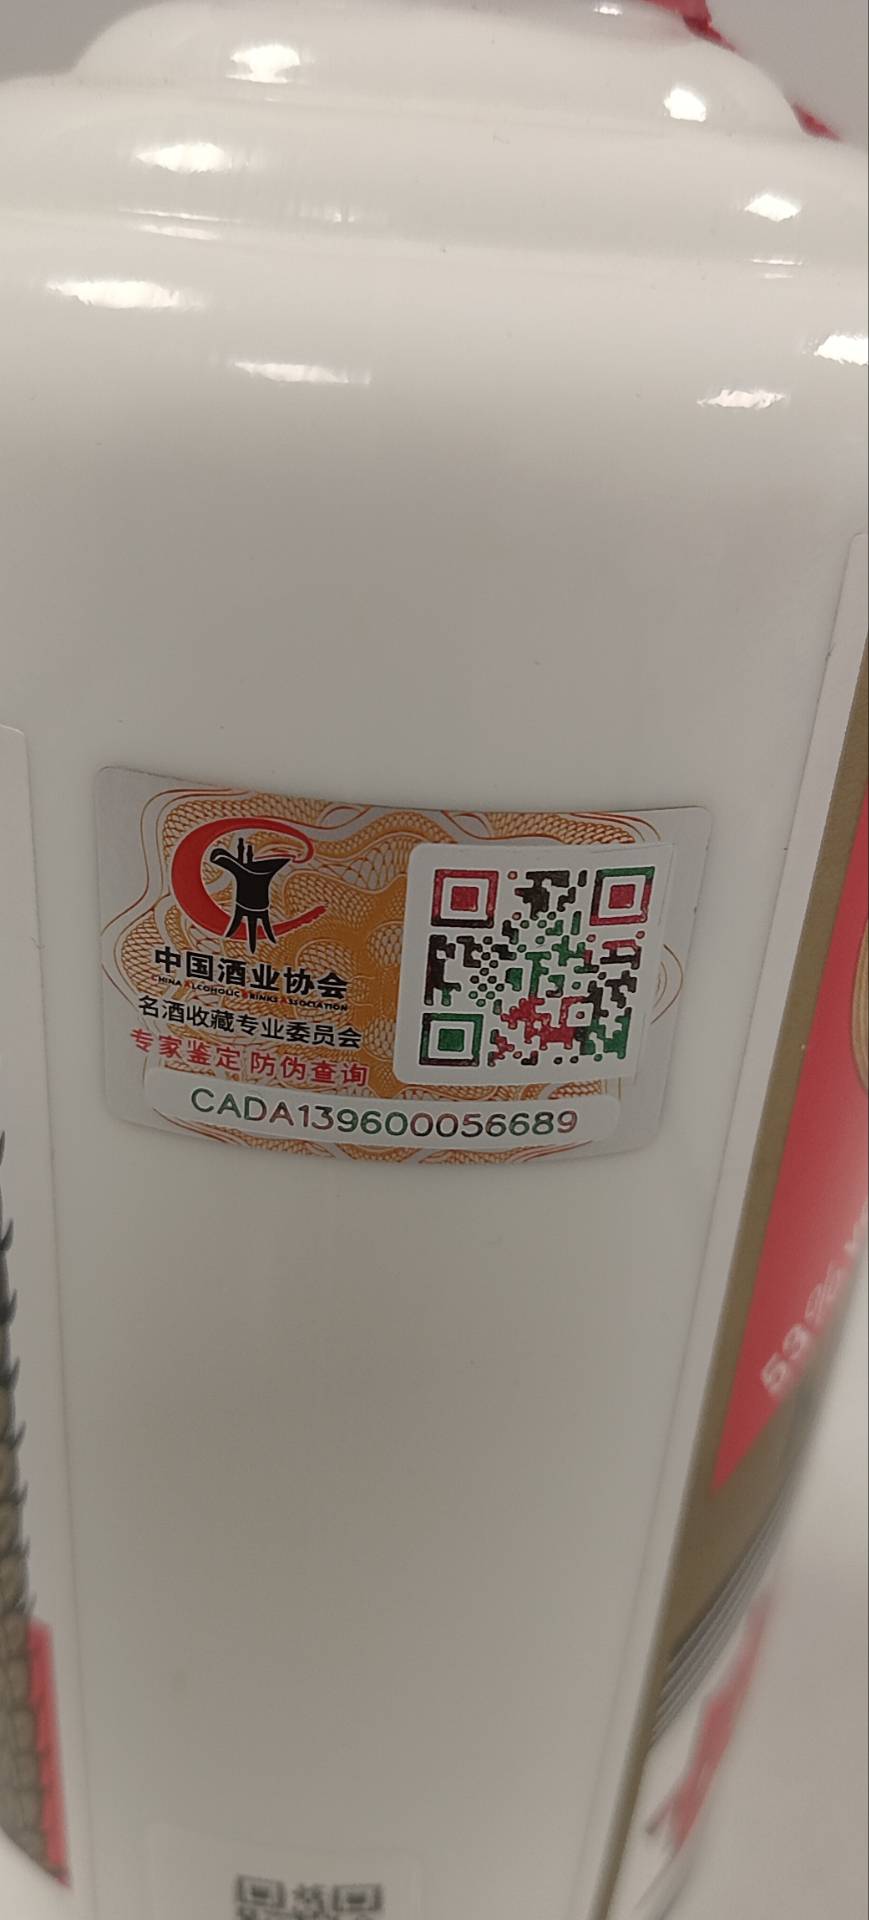 中国酒业协会
CHINA ALCOHOLIC DRINKS ASSOCIATION
名酒收藏专业委员会
专家鉴定 防伪查询
CADA139600056689
53%